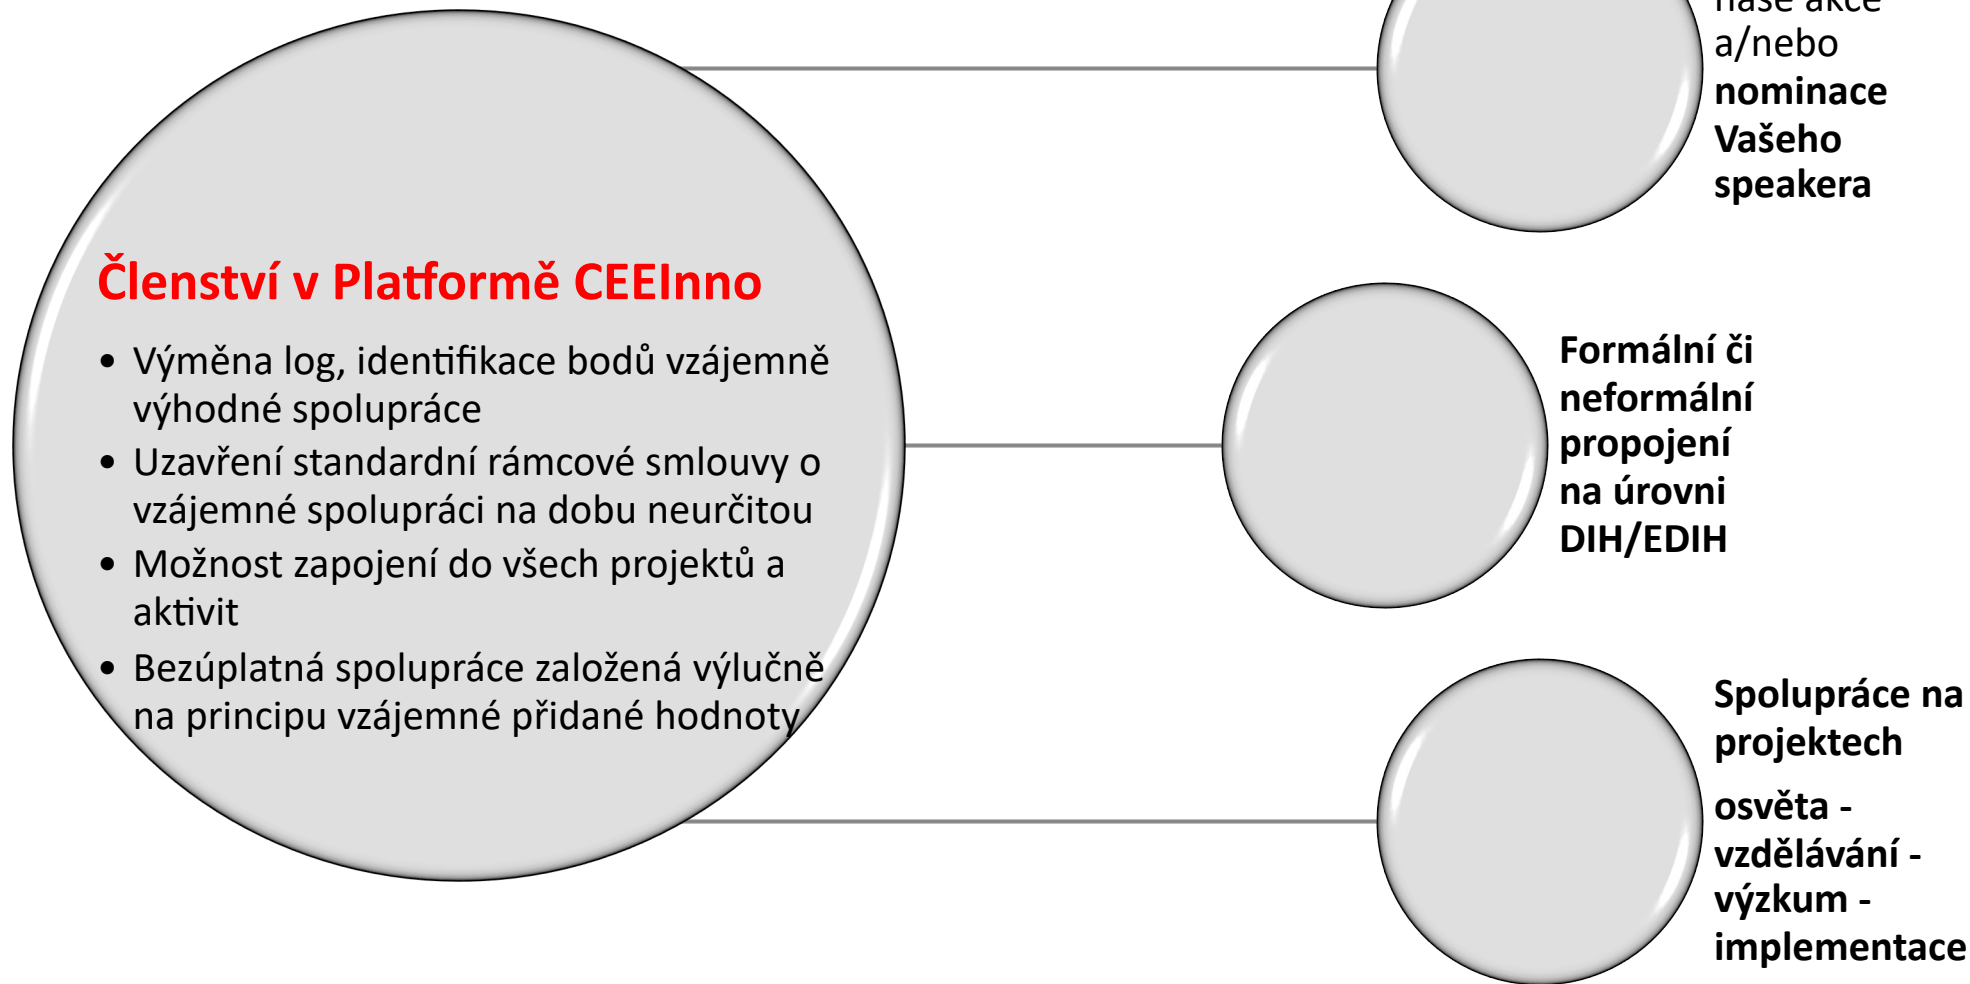 Členství v Platformě CEEInno
• Výměna log, identifikace bodů vzájemně
výhodné spolupráce
• Uzavření standardní rámcové smlouvy o
vzájemné spolupráci na dobu neurčitou
• Možnost zapojení do všech projektů a
aktivit
• Bezúplatná spolupráce založená výlučně
na principu vzájemné přidané hodnoty
naše akce
a/nebo
nominace
Vašeho
speakera
Formální či
neformální
propojení
na úrovni
DIH/EDIH
Spolupráce na
projektech
osvěta -
vzdělávání -
výzkum -
implementace